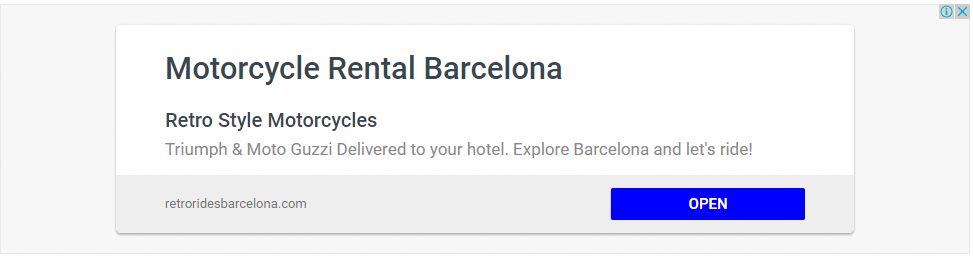 Motorcycle Rental Barcelona
Retro Style Motorcycles
Triumph & Moto Guzzi Delivered to your hotel. Explore Barcelona and let's ride!
retroridesbarcelona.com
OPEN